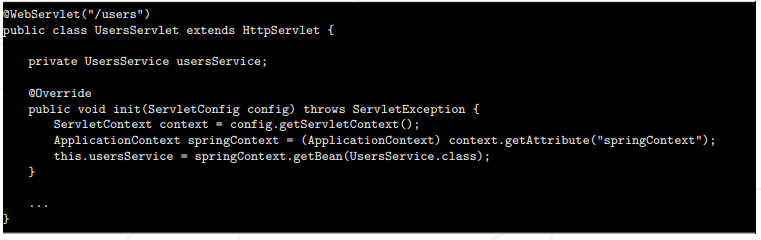 @WebServlet("/users")
public class UsersServlet extends HttpServlet {
private UsersService usersService;
@Override
public void init(ServletConfig config) throws ServletException {
ServletContext context = config.getServletContext();
ApplicationContext springContext = (ApplicationContext) context.getAttribute("springContext");
this.usersService = springContext.getBean(UsersService.class);
}
...
}